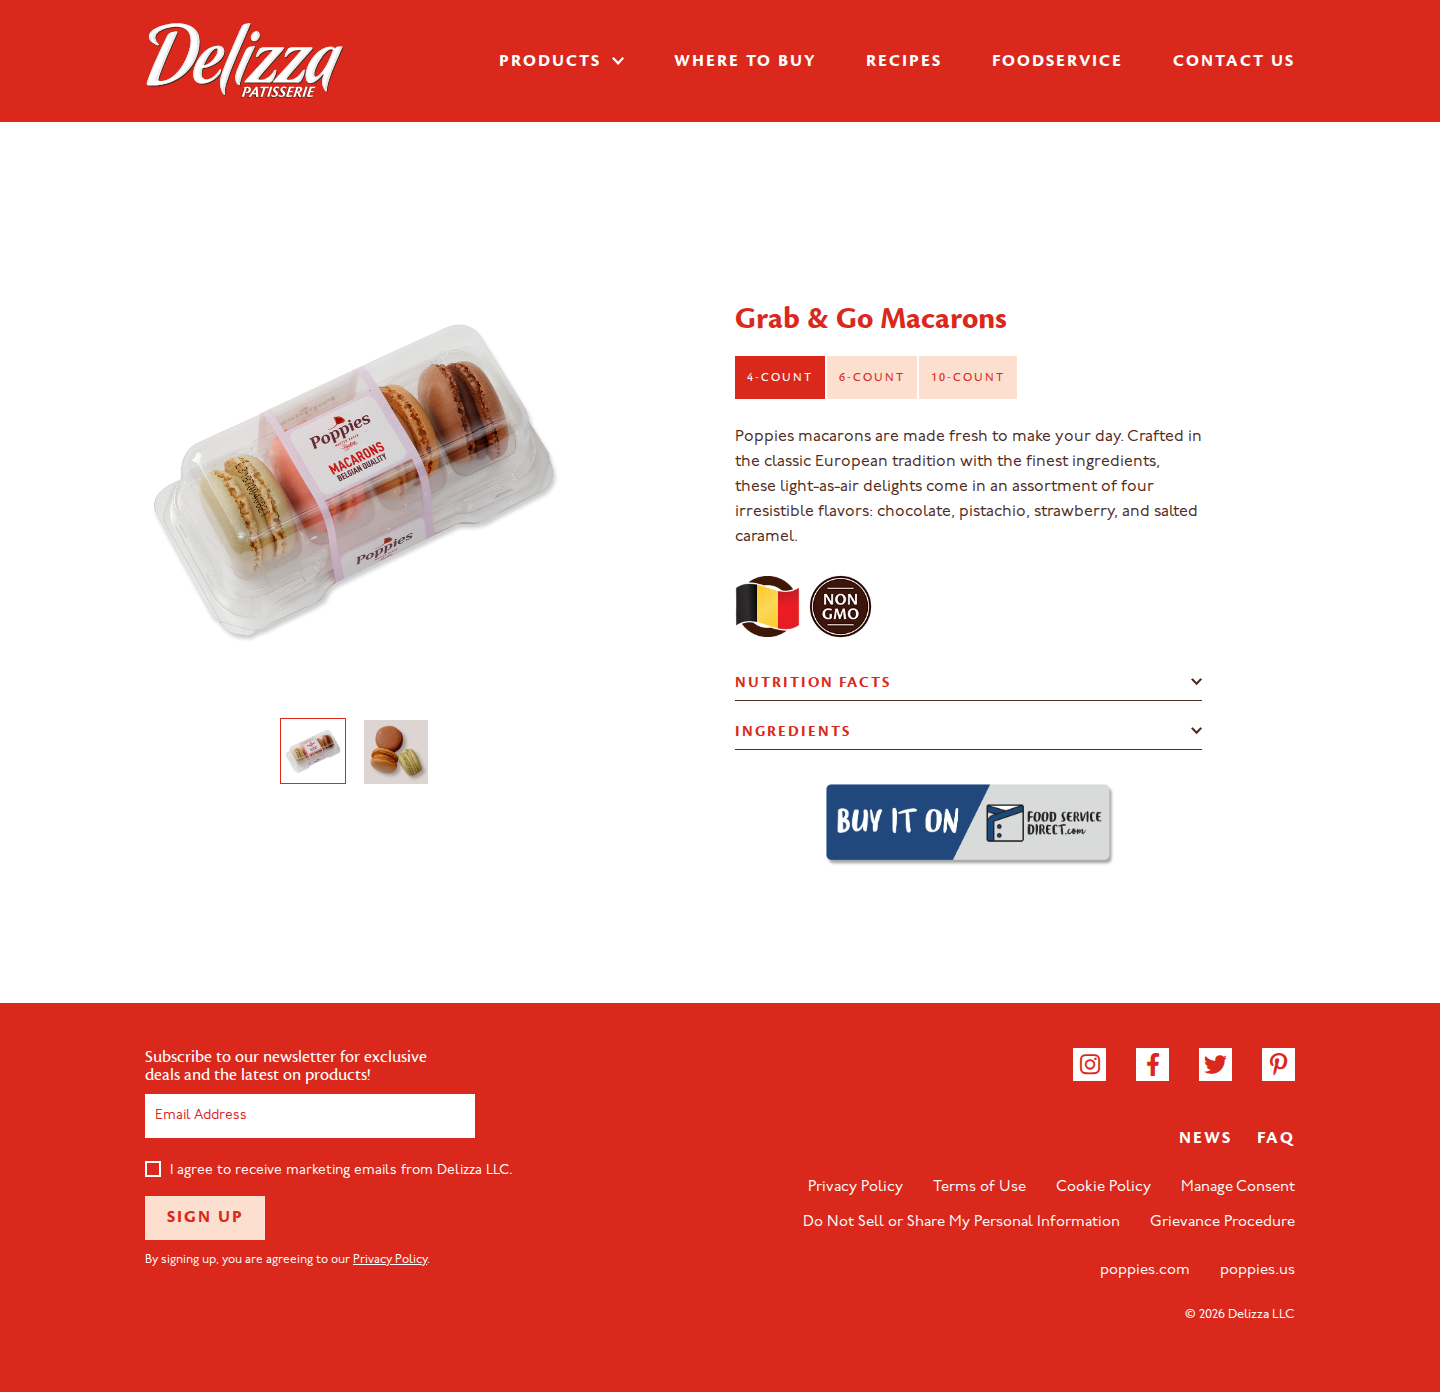 Delizza
PATISSERIE
PRODUCTS
WHERE TO BUY
RECIPES
FOODSERVICE
CONTACT US
Grab & Go Macarons
4-COUNT
6-COUNT
10-COUNT
Poppies
MACARONS
BELGIAN QUALITY
Poppies
Poppies macarons are made fresh to make your day. Crafted in
the classic European tradition with the finest ingredients,
these light-as-air delights come in an assortment of four
irresistible flavors: chocolate, pistachio, strawberry, and salted
caramel.
NON
GMO
NUTRITION FACTS
INGREDIENTS
BUY IT ON
FOOD SERVICE
DIRECT.com
Subscribe to our newsletter for exclusive
deals and the latest on products!
Email Address
I agree to receive marketing emails from Delizza LLC.
SIGN UP
By signing up, you are agreeing to our Privacy Policy.
NEWS
FAQ
Privacy Policy
Terms of Use
Cookie Policy
Manage Consent
Do Not Sell or Share My Personal Information
Grievance Procedure
poppies.com
poppies.us
© 2026 Delizza LLC